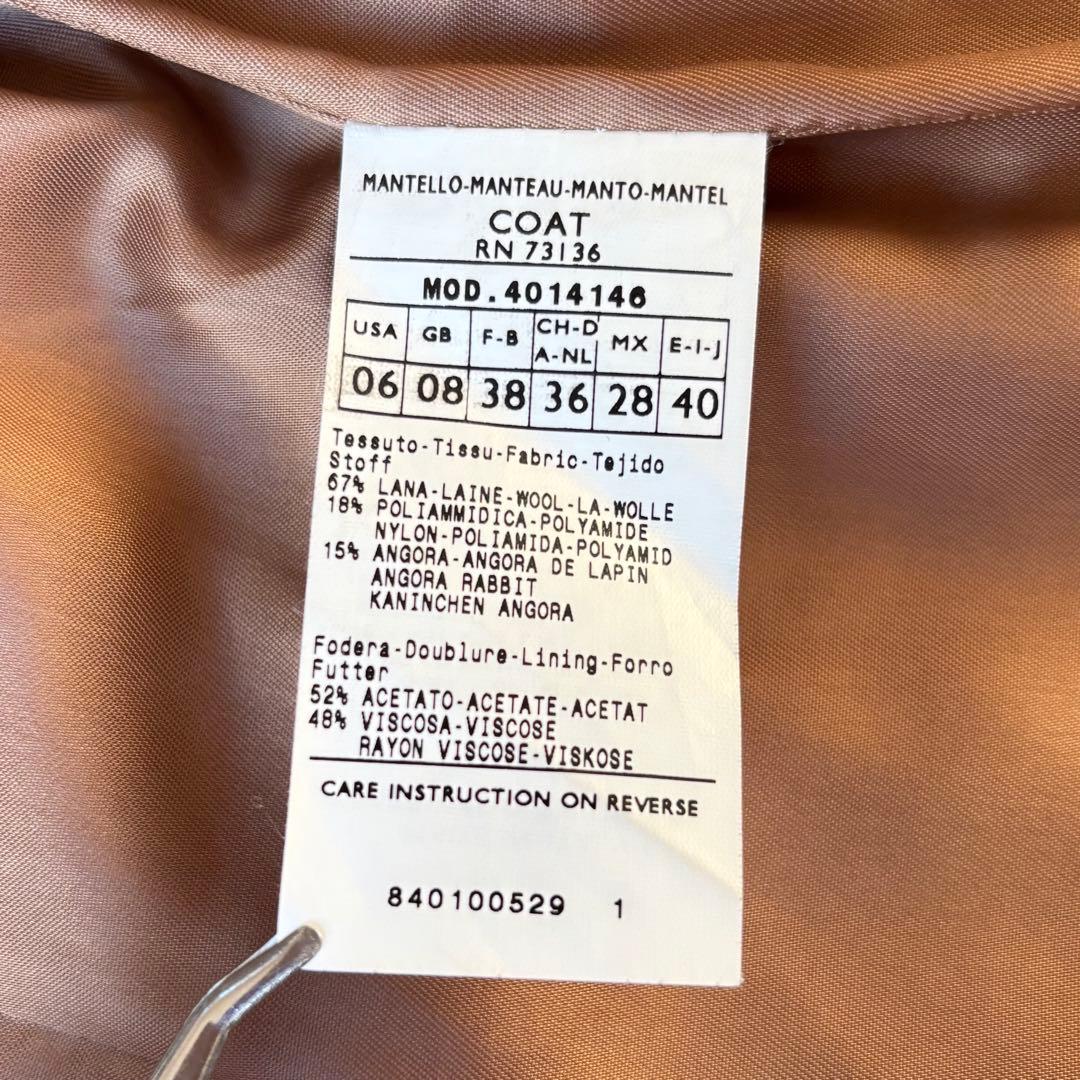 MANTELLO-MANTEAU-MANTO-MANTEL
COAT
RN 73136
MOD.4014146
USA GB F-B CH-D A-NL MX E-I-J
06 08 38 36 28 40
Tessuto-Tissu-Fabric-Tejido
Stoff
67% LANA-LAINE-WOOL-LA-WOLLE
18% POLIAMMIDICA-POLYAMIDE
NYLON-POLIAMIDA-POLYAMID
15% ANGORA-ANGORA DE LAPIN
ANGORA RABBIT
KANINCHEN ANGORA
Fodera-Doublure-Lining-Forro
Futter
52% ACETATO-ACETATE-ACETAT
48% VISCOSA-VISCOSE
RAYON VISCOSE-VISKOSE
CARE INSTRUCTION ON REVERSE
840100529 1